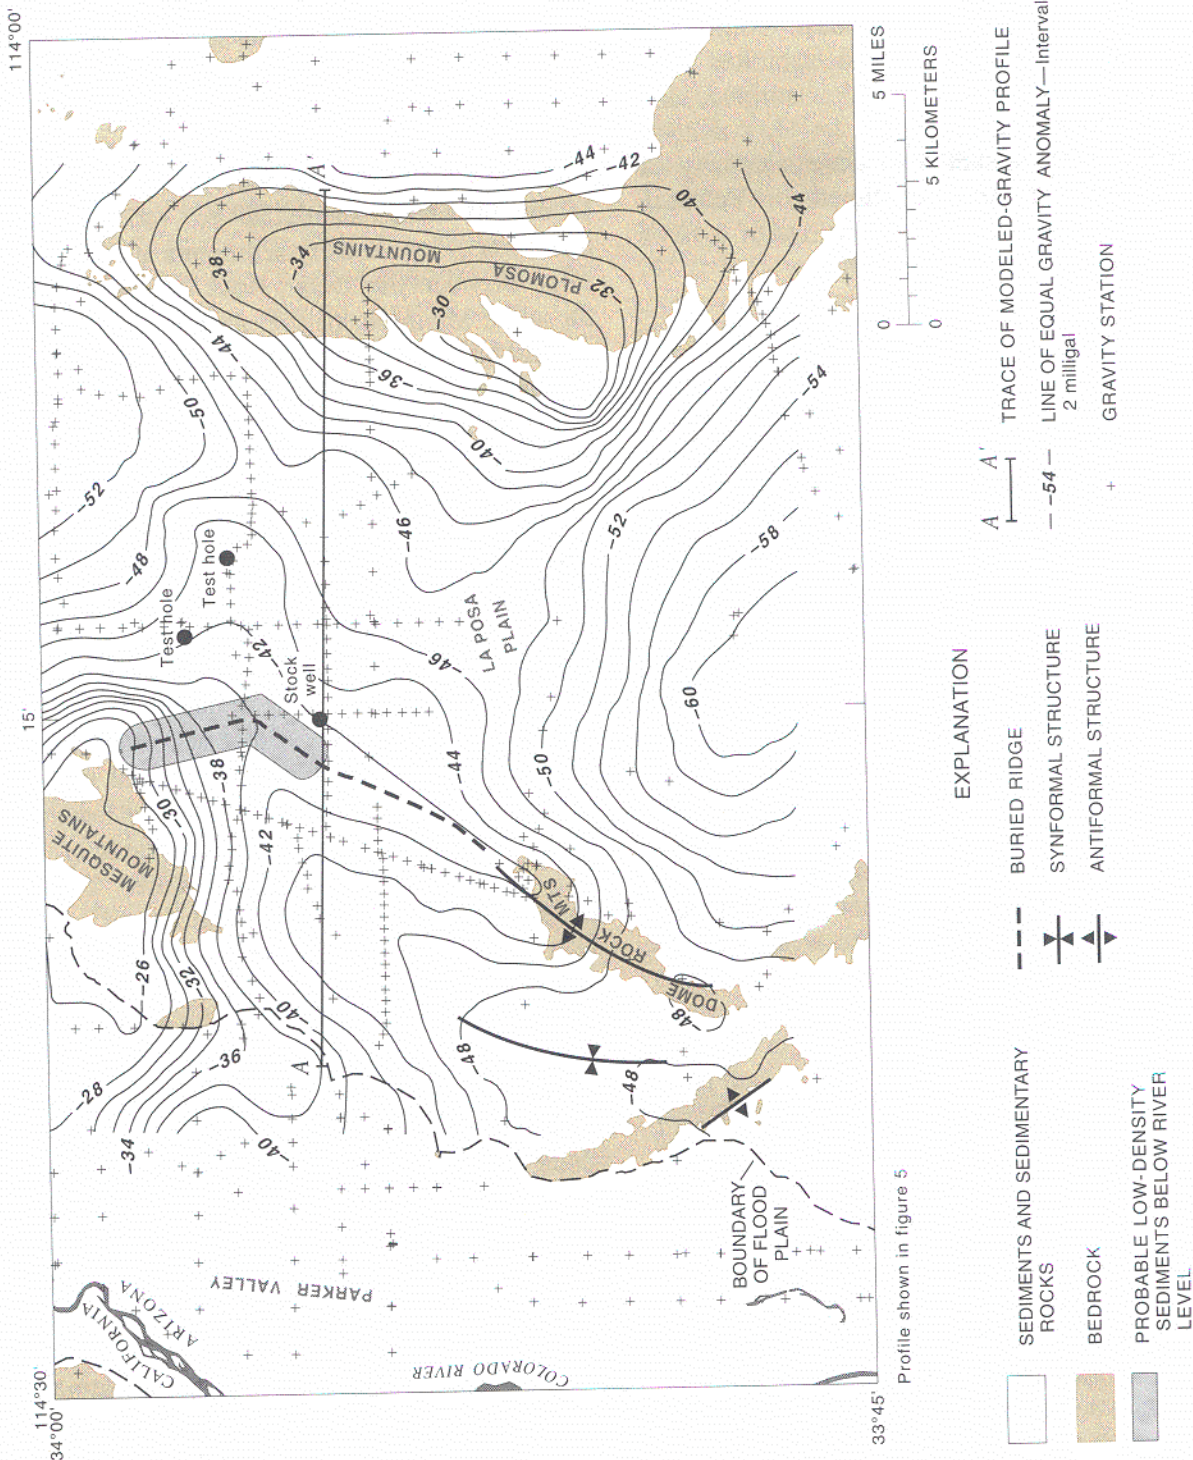 114°00'
15'
114°30'
34°00'
33°45'
-52
-50
-48
-44
-38
-34
-30
-32
-36
-40
-44
-42
-40
-44
PLOMOSA
MOUNTAINS
A'
Test hole
Test hole
-42
Stock
well
-46
-46
LA POSA
PLAIN
-52
-54
-58
-60
-44
-50
-38
-30
-42
MESQUITE
MOUNTAINS
-26
-32
-40
-36
A
-28
-34
-40
-48
-48
-48
DOME
ROCK
MTS
BOUNDARY
OF FLOOD
PLAIN
PARKER VALLEY
CALIFORNIA
ARIZONA
COLORADO RIVER
Profile shown in figure 5
0
5 MILES
0
5 KILOMETERS
EXPLANATION
SEDIMENTS AND SEDIMENTARY
ROCKS
BEDROCK
PROBABLE LOW-DENSITY
SEDIMENTS BELOW RIVER
LEVEL
BURIED RIDGE
SYNFORMAL STRUCTURE
ANTIFORMAL STRUCTURE
A A'
TRACE OF MODELED-GRAVITY PROFILE
— -54 — LINE OF EQUAL GRAVITY ANOMALY—Interval
2 milligal
+ GRAVITY STATION